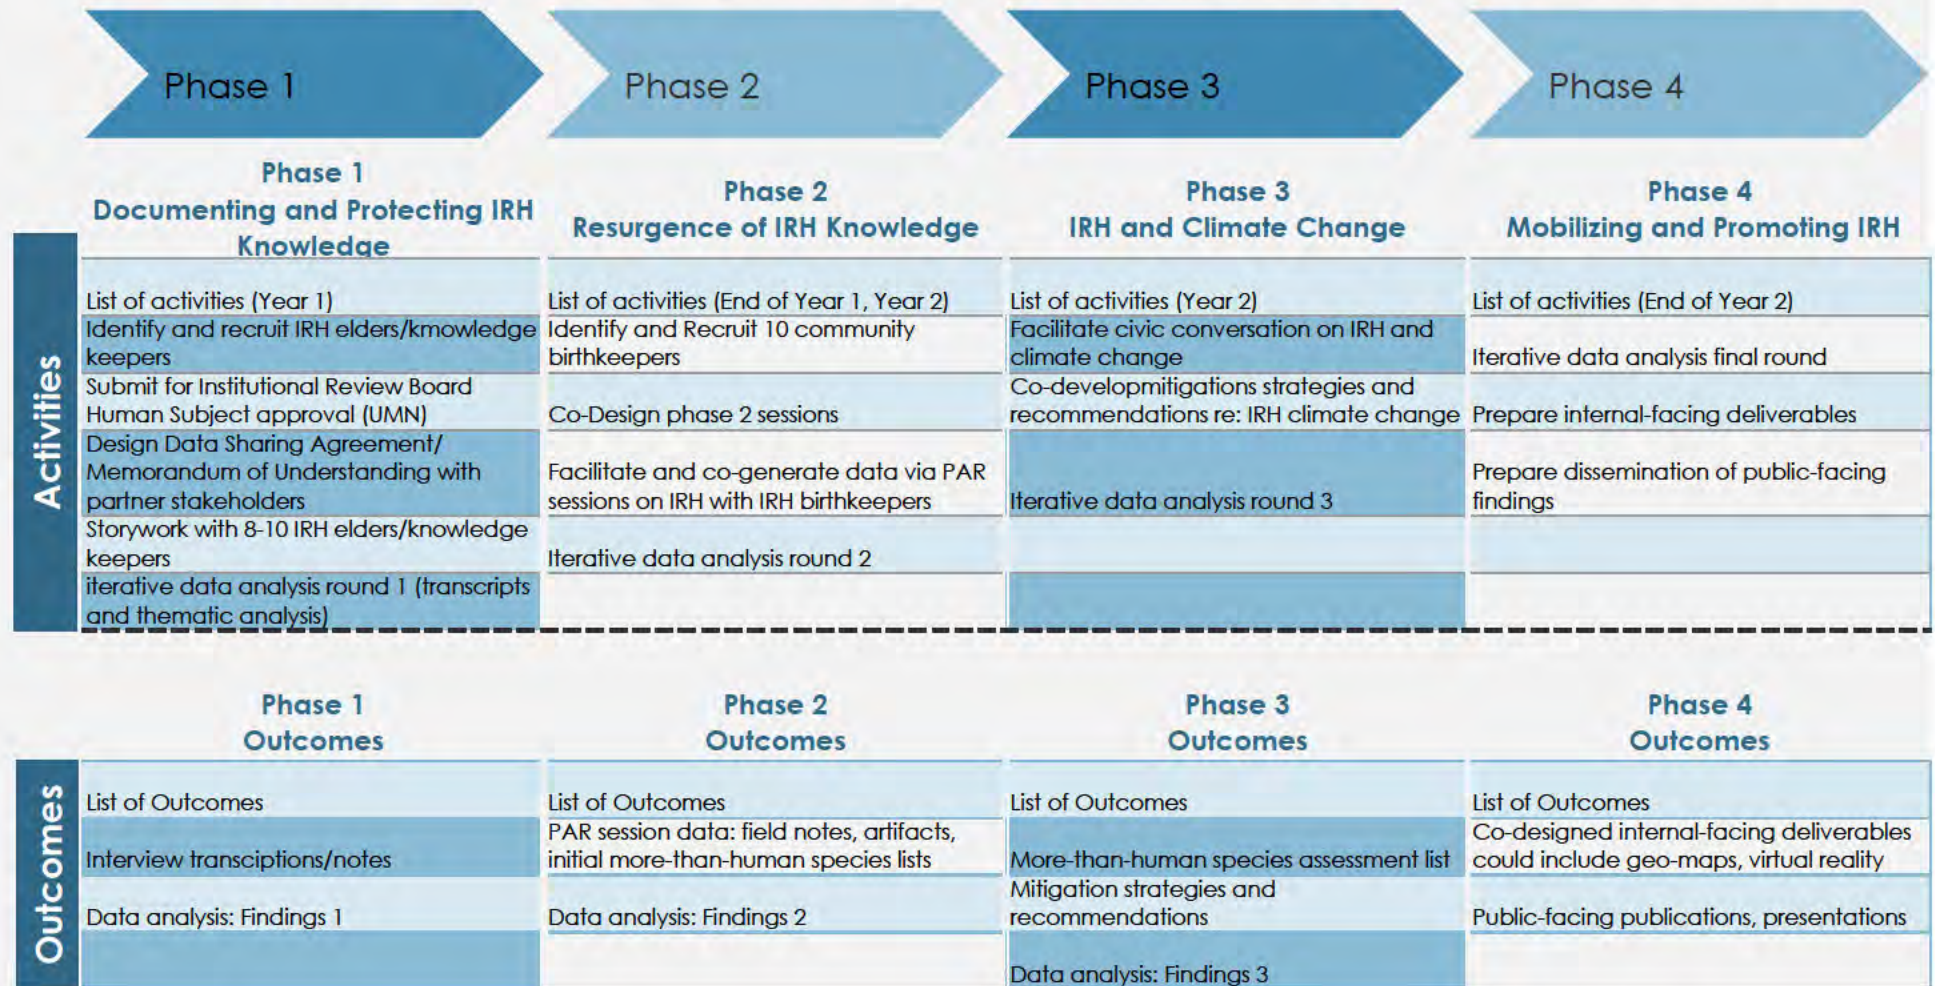 Phase 1
Phase 2
Phase 3
Phase 4
Phase 1
Documenting and Protecting IRH
Knowledge
Phase 2
Resurgence of IRH Knowledge
Phase 3
IRH and Climate Change
Phase 4
Mobilizing and Promoting IRH
Activities
List of activities (Year 1)
Identify and recruit IRH elders/kmowledge
keepers
Submit for Institutional Review Board
Human Subject approval (UMN)
Design Data Sharing Agreement/
Memorandum of Understanding with
partner stakeholders
Storywork with 8-10 IRH elders/knowledge
keepers
iterative data analysis round 1 (transcripts
and thematic analysis)
List of activities (End of Year 1, Year 2)
Identify and Recruit 10 community
birthkeepers
Co-Design phase 2 sessions
Facilitate and co-generate data via PAR
sessions on IRH with IRH birthkeepers
Iterative data analysis round 2
List of activities (Year 2)
Facilitate civic conversation on IRH and
climate change
Co-developmitigations strategies and
recommendations re: IRH climate change
Iterative data analysis round 3
List of activities (End of Year 2)
Iterative data analysis final round
Prepare internal-facing deliverables
Prepare dissemination of public-facing
findings
Phase 1
Outcomes
Phase 2
Outcomes
Phase 3
Outcomes
Phase 4
Outcomes
Outcomes
List of Outcomes
Interview transciptions/notes
Data analysis: Findings 1
List of Outcomes
PAR session data: field notes, artifacts,
initial more-than-human species lists
Data analysis: Findings 2
List of Outcomes
More-than-human species assessment list
Mitigation strategies and
recommendations
Data analysis: Findings 3
List of Outcomes
Co-designed internal-facing deliverables
could include geo-maps, virtual reality
Public-facing publications, presentations